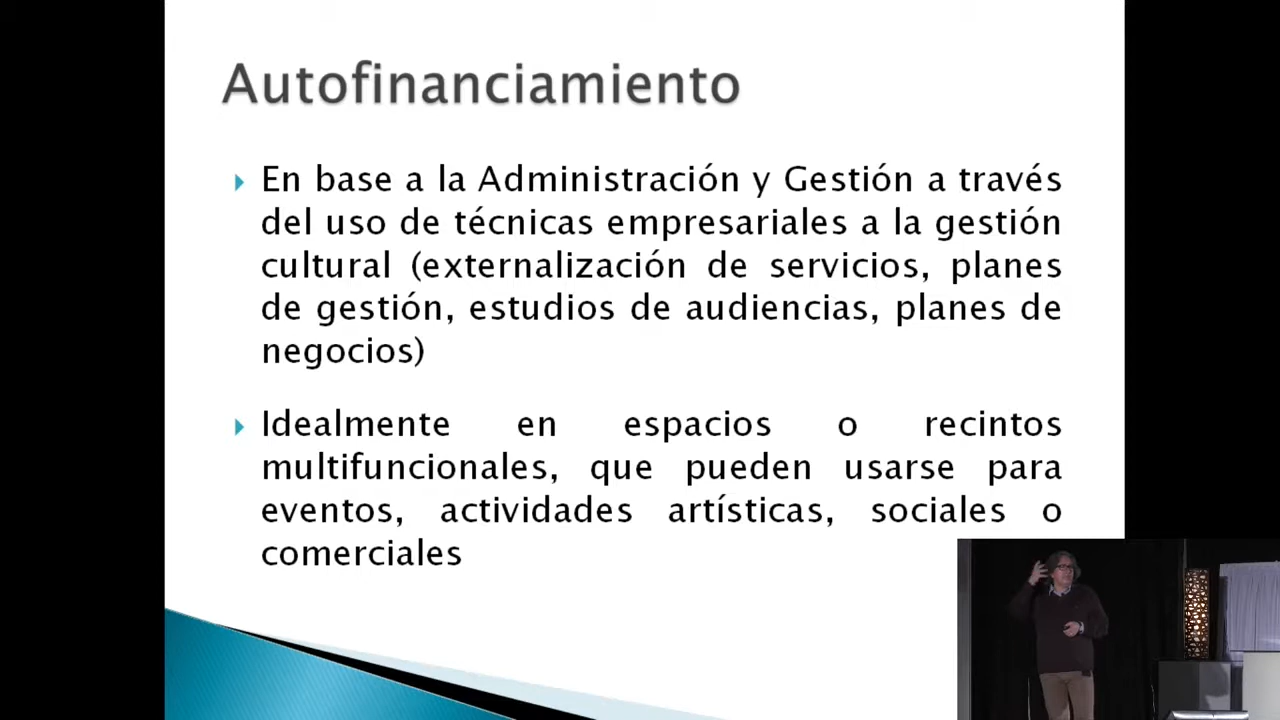 Autofinanciamiento
En base a la Administración y Gestión a través
del uso de técnicas empresariales a la gestión
cultural (externalización de servicios, planes
de gestión, estudios de audiencias, planes de
negocios)
Idealmente en espacios o recintos
multifuncionales, que pueden usarse para
eventos, actividades artísticas, sociales o
comerciales